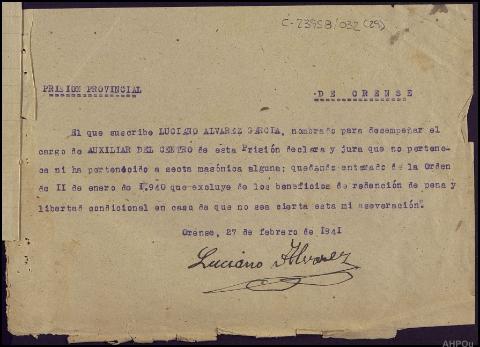 C-23958/032 (29)
PRISION PROVINCIAL DE ORENSE
El que suscribe LUCIANO ALVAREZ GARCIA, nombrado para desempeñar el
cargo de AUXILIAR DEL CENTRO de esta Prisión declara y jura que no pertene-
ce ni ha pertenecido a secta masónica alguna; quedando enterado de la Orden
de II de enero de I.940 que excluye de los beneficios de redención de pena y
libertad condicional en caso de que no sea cierta esta mi aseveración.
Orense, 27 de febrero de 1941
Luciano Alvarez
AHPOu